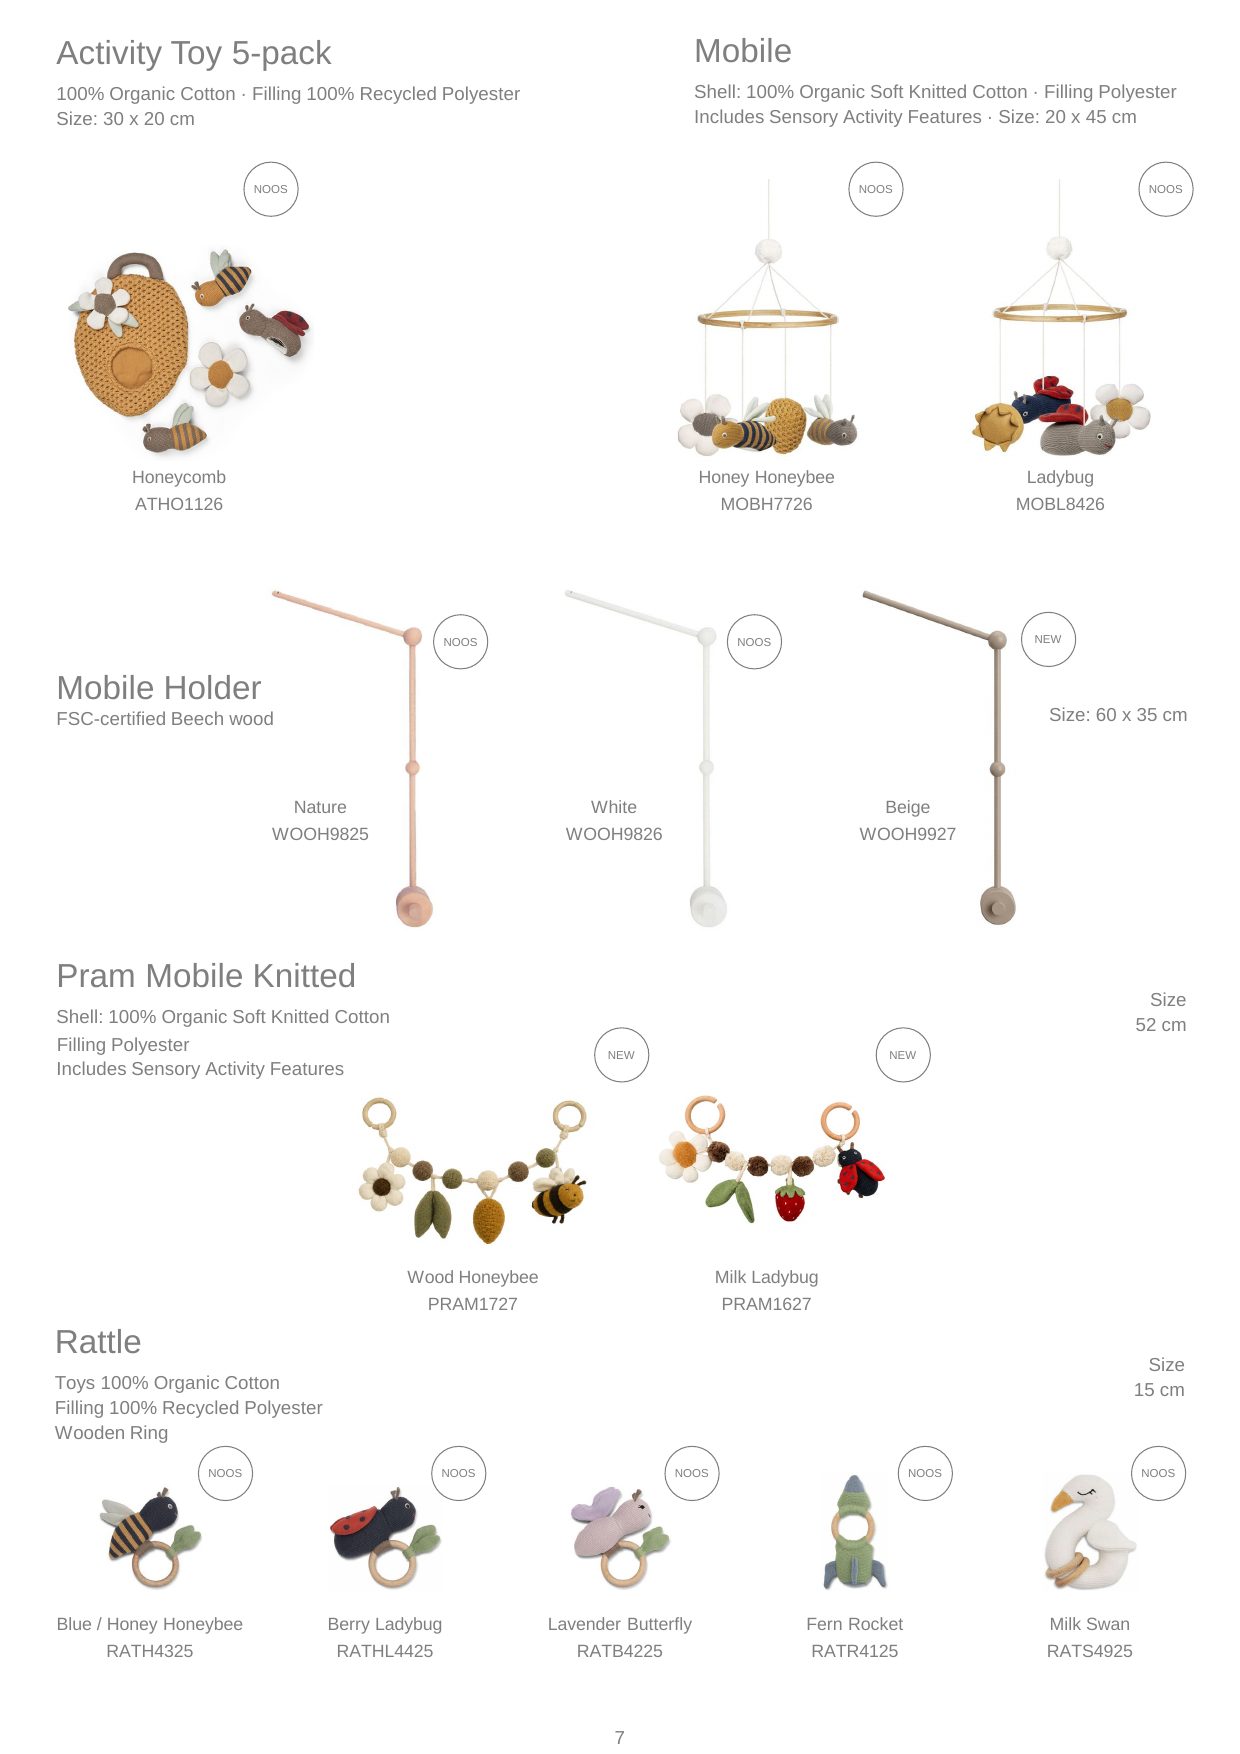 Activity Toy 5-pack
100% Organic Cotton · Filling 100% Recycled Polyester
Size: 30 x 20 cm
NOOS
Honeycomb
ATHO1126
Mobile
Shell: 100% Organic Soft Knitted Cotton · Filling Polyester
Includes Sensory Activity Features · Size: 20 x 45 cm
NOOS
NOOS
Honey Honeybee
MOBH7726
Ladybug
MOBL8426
Mobile Holder
FSC-certified Beech wood
NOOS
NOOS
NEW
Size: 60 x 35 cm
Nature
WOOH9825
White
WOOH9826
Beige
WOOH9927
Pram Mobile Knitted
Shell: 100% Organic Soft Knitted Cotton
Filling Polyester
Includes Sensory Activity Features
Size
52 cm
NEW
NEW
Wood Honeybee
PRAM1727
Milk Ladybug
PRAM1627
Rattle
Toys 100% Organic Cotton
Filling 100% Recycled Polyester
Wooden Ring
Size
15 cm
NOOS
NOOS
NOOS
NOOS
NOOS
Blue / Honey Honeybee
RATH4325
Berry Ladybug
RATHL4425
Lavender Butterfly
RATB4225
Fern Rocket
RATR4125
Milk Swan
RATS4925
7